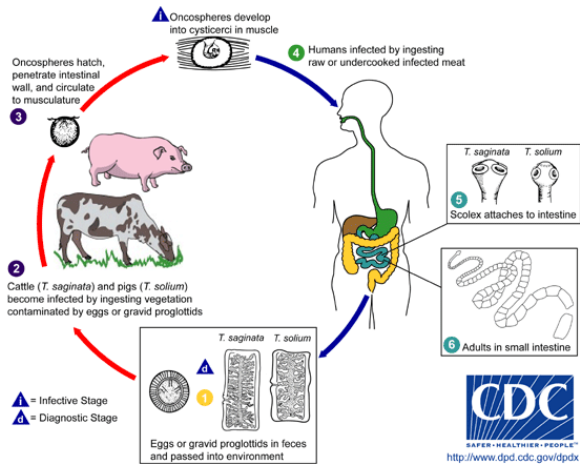 i
Oncospheres develop
into cysticerci in muscle
4
Humans infected by ingesting
raw or undercooked infected meat
Oncospheres hatch,
penetrate intestinal
wall, and circulate
to musculature
3
T. saginata T. solium
5
Scolex attaches to intestine
2
Cattle (T. saginata) and pigs (T. solium)
become infected by ingesting vegetation
contaminated by eggs or gravid proglottids
6 Adults in small intestine
T. saginata T. solium
d
1
Eggs or gravid proglottids in feces
and passed into environment
i = Infective Stage
d = Diagnostic Stage
CDC
SAFER • HEALTHIER • PEOPLE™
http://www.dpd.cdc.gov/dpdx